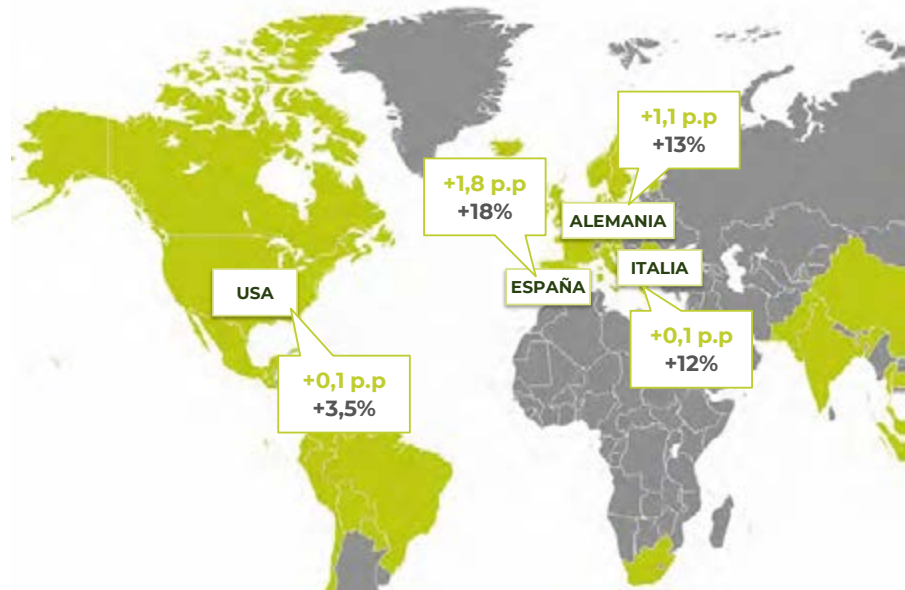 +1,1 p.p
+13%
+1,8 p.p
+18%
ALEMANIA
ITALIA
ESPAÑA
USA
+0,1 p.p
+12%
+0,1 p.p
+3,5%